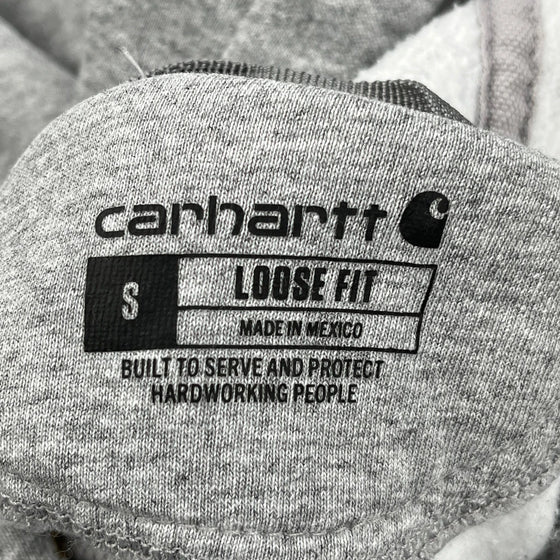 carhartt
S
LOOSE FIT
MADE IN MEXICO
BUILT TO SERVE AND PROTECT
HARDWORKING PEOPLE